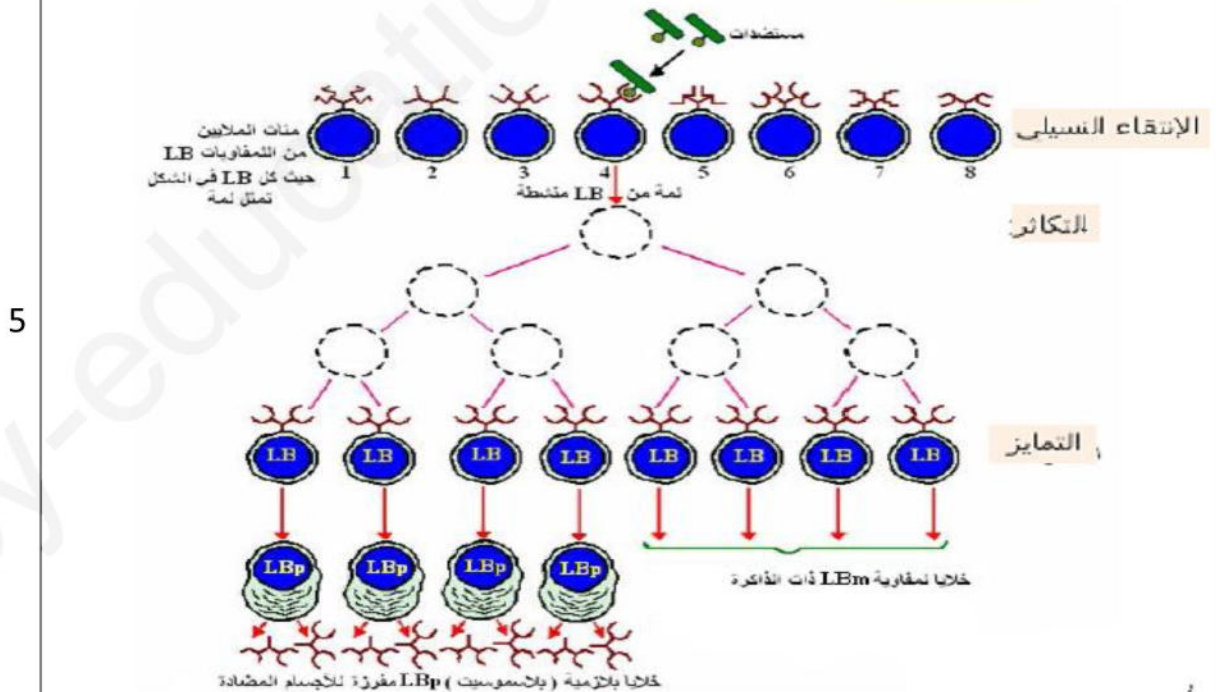 by-educatio
مستضدات
مئات الملايين
من اللمفاويات LB
حيث كل LB في الشكل
تمثل لمة
1 2 3 4 5 6 7 8
الإنتقاء النسيلي
لمة من LB منشطة
التكاثر
5
LB LB LB LB LB LB LB LB
التمايز
LBp LBp LBp LBp
خلايا لمفاوية LBm ذات الذاكرة
خلايا بلازمية ( بلاسموسيت ) LBp مفرزة للأجسام المضادة